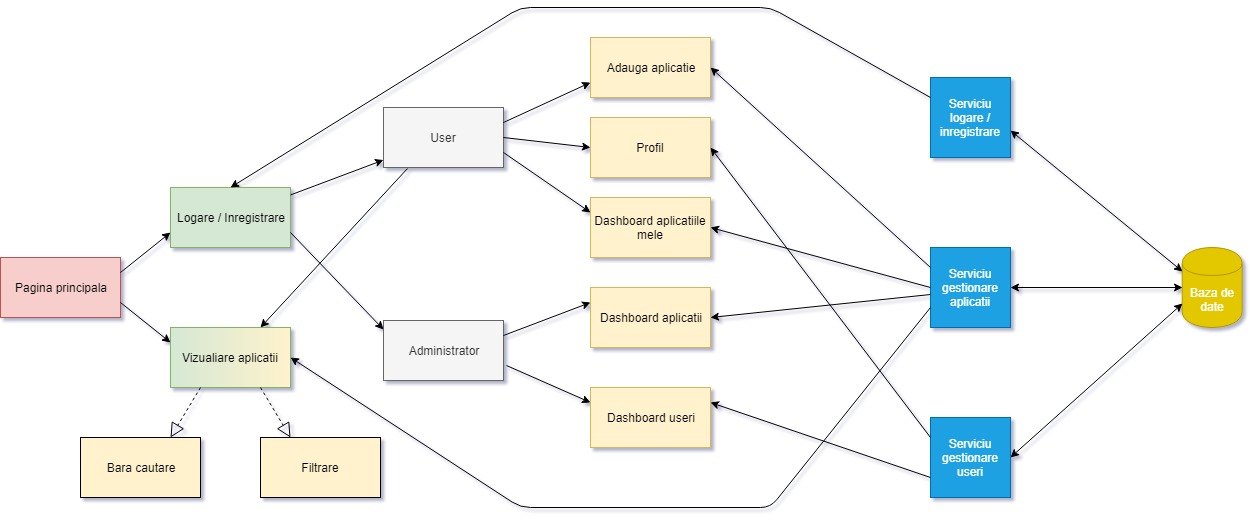 Pagina principala
Logare / Inregistrare
Vizualiare aplicatii
Bara cautare
Filtrare
User
Administrator
Adauga aplicatie
Profil
Dashboard aplicatiile
mele
Dashboard aplicatii
Dashboard useri
Serviciu
logare /
inregistrare
Serviciu
gestionare
aplicatii
Serviciu
gestionare
useri
Baza de
date